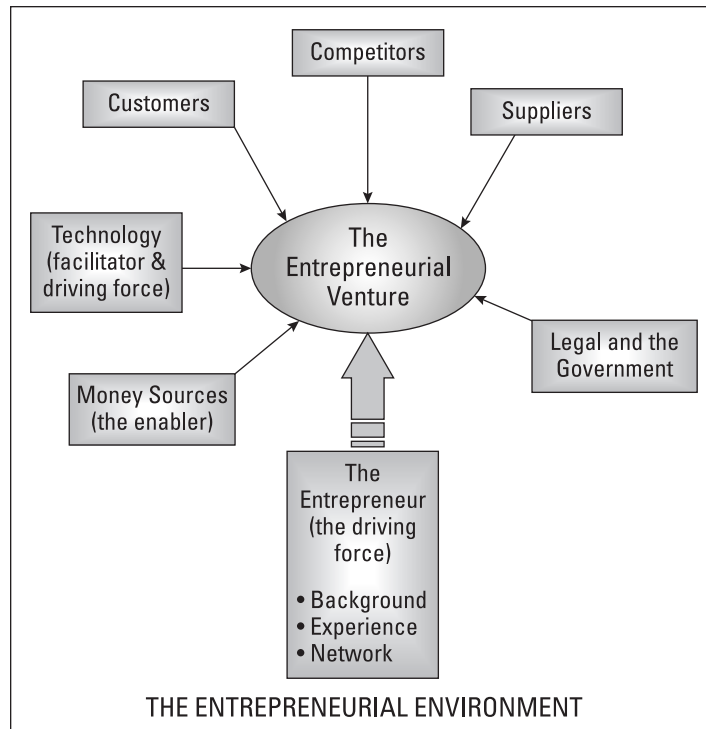 Competitors
Customers
Suppliers
Technology
(facilitator &
driving force)
The
Entrepreneurial
Venture
Legal and the
Government
Money Sources
(the enabler)
The
Entrepreneur
(the driving
force)
• Background
• Experience
• Network
THE ENTREPRENEURIAL ENVIRONMENT